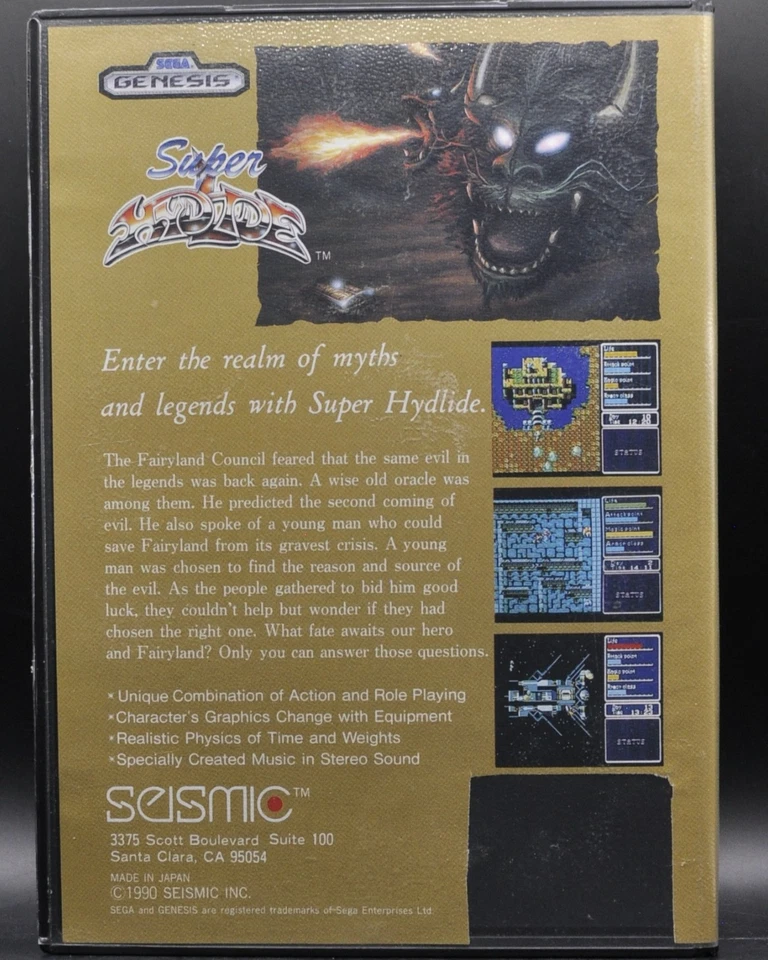 SEGA
GENESIS
Super
HYDLIDE
TM
Enter the realm of myths
and legends with Super Hydlide.
The Fairyland Council feared that the same evil in
the legends was back again. A wise old oracle was
among them. He predicted the second coming of
evil. He also spoke of a young man who could
save Fairyland from its gravest crisis. A young
man was chosen to find the reason and source of
the evil. As the people gathered to bid him good
luck, they couldn't help but wonder if they had
chosen the right one. What fate awaits our hero
and Fairyland? Only you can answer those questions.
*Unique Combination of Action and Role Playing
*Character's Graphics Change with Equipment
*Realistic Physics of Time and Weights
*Specially Created Music in Stereo Sound
Life
STATUS
Life
STATUS
Life
STATUS
SEISMIC TM
3375 Scott Boulevard Suite 100
Santa Clara, CA 95054
MADE IN JAPAN
©1990 SEISMIC INC.
SEGA and GENESIS are registered trademarks of Sega Enterprises Ltd.